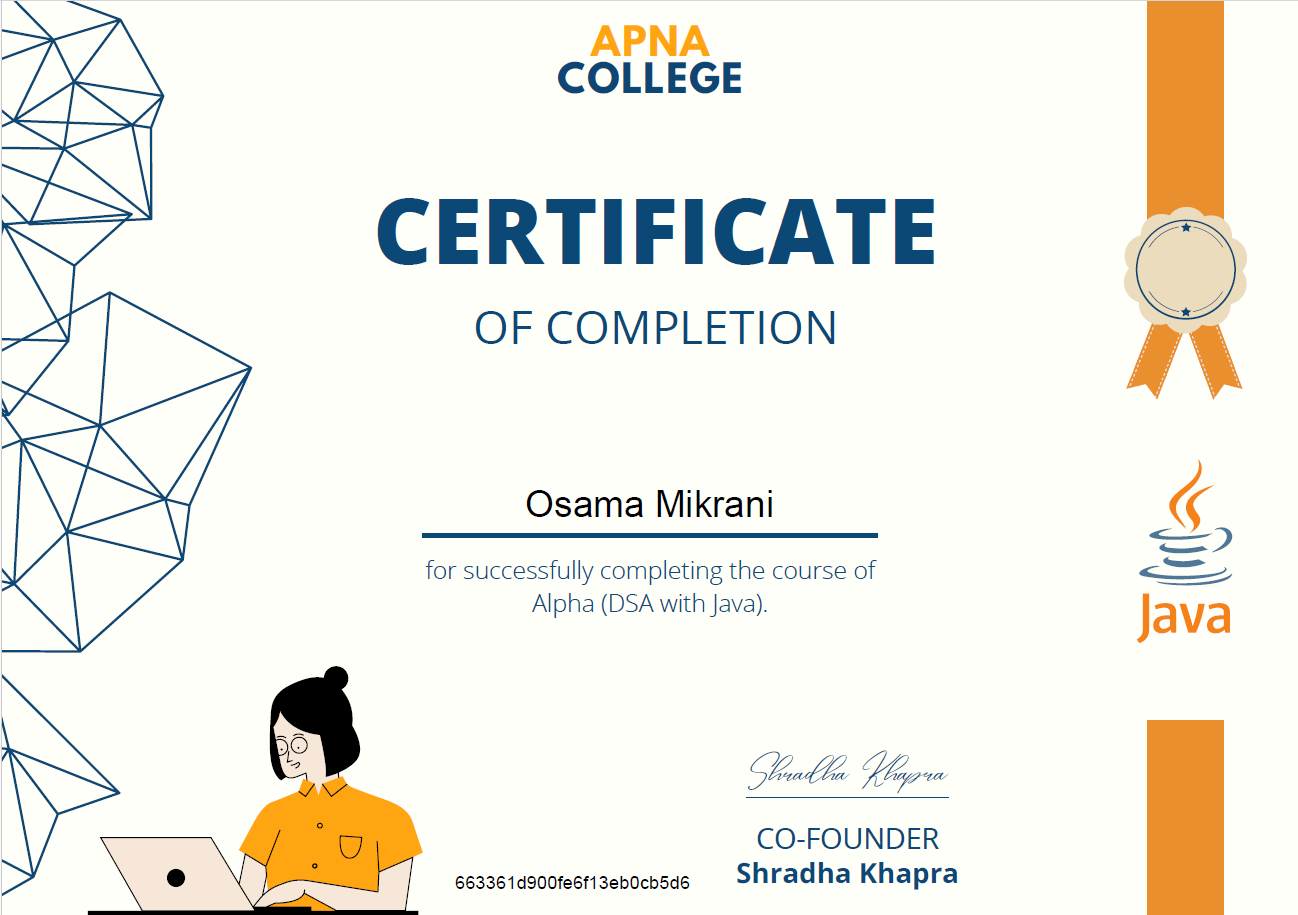 APNA
COLLEGE
CERTIFICATE
OF COMPLETION
Osama Mikrani
for successfully completing the course of
Alpha (DSA with Java).
Java
Shradha Khapra
CO-FOUNDER
Shradha Khapra
663361d900fe6f13eb0cb5d6